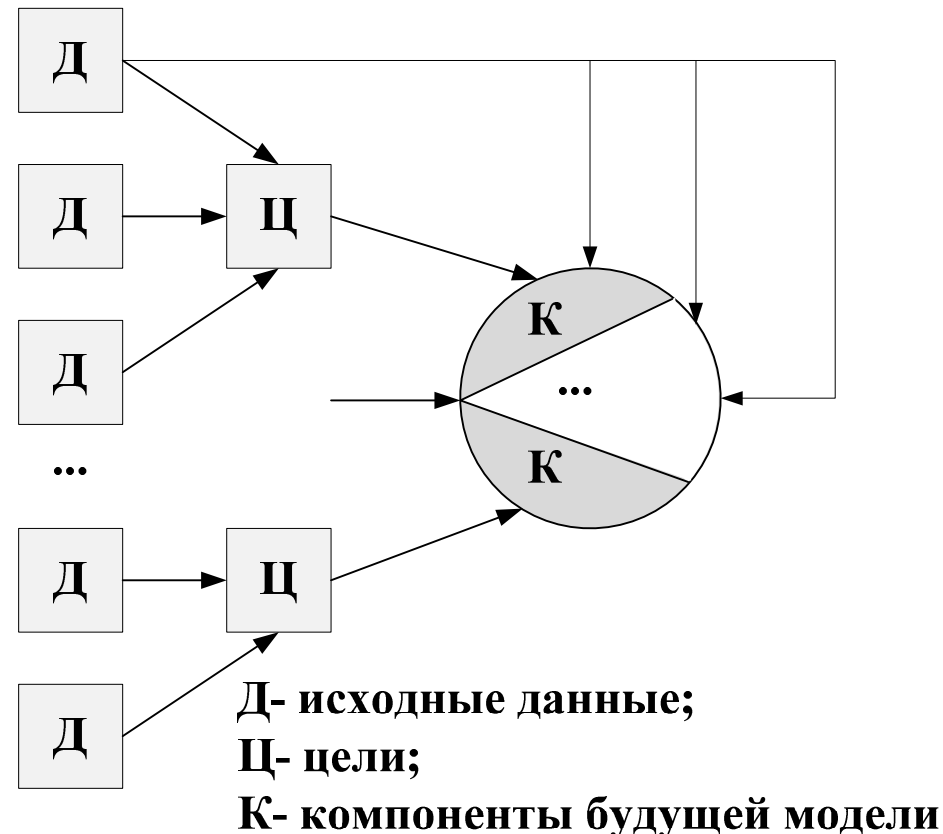 Д
Д
Ц
Д
К
...
К
...
Д
Ц
Д
Д- исходные данные;
Ц- цели;
К- компоненты будущей модели